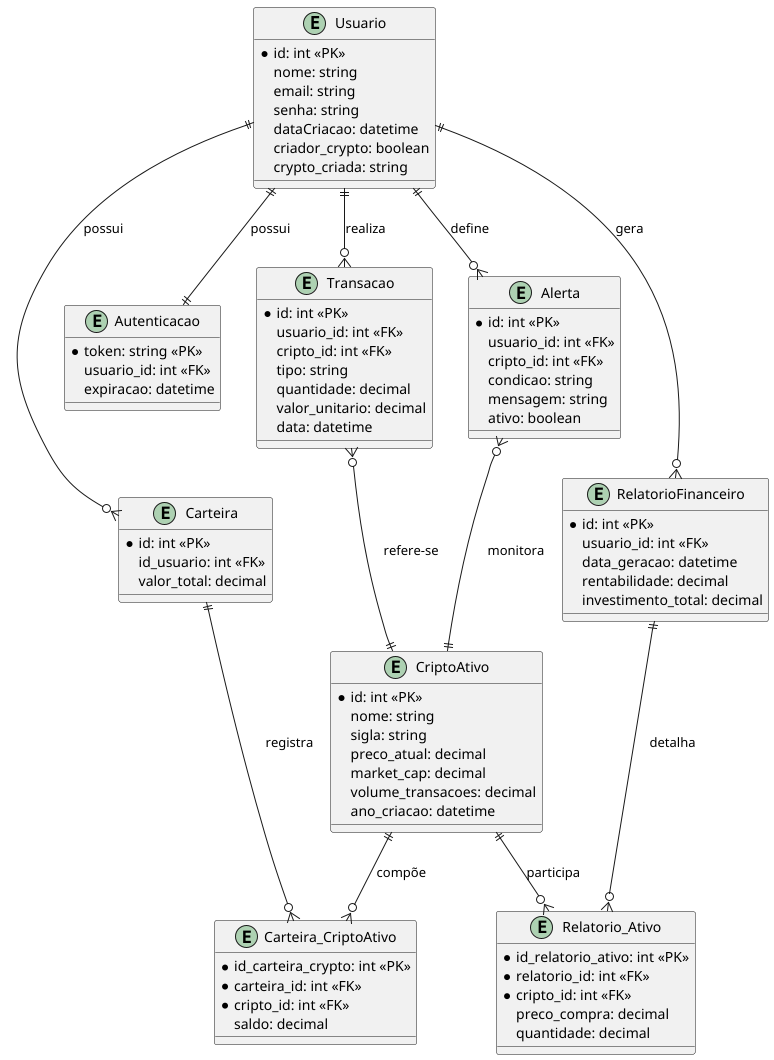 E Usuario
id: int «PK»
nome: string
email: string
senha: string
dataCriacao: datetime
criador_crypto: boolean
crypto_criada: string
possui
possui
realiza
define
gera
E Autenticacao
token: string «PK»
usuario_id: int «FK»
expiracao: datetime
E Transacao
id: int «PK»
usuario_id: int «FK»
cripto_id: int «FK»
tipo: string
quantidade: decimal
valor_unitario: decimal
data: datetime
E Alerta
id: int «PK»
usuario_id: int «FK»
cripto_id: int «FK»
condicao: string
mensagem: string
ativo: boolean
E Carteira
id: int «PK»
id_usuario: int «FK»
valor_total: decimal
refere-se
monitora
E RelatorioFinanceiro
id: int «PK»
usuario_id: int «FK»
data_geracao: datetime
rentabilidade: decimal
investimento_total: decimal
E CriptoAtivo
id: int «PK»
nome: string
sigla: string
preco_atual: decimal
market_cap: decimal
volume_transacoes: decimal
ano_criacao: datetime
registra
detalha
compõe
participa
E Carteira_CriptoAtivo
id_carteira_crypto: int «PK»
carteira_id: int «FK»
cripto_id: int «FK»
saldo: decimal
E Relatorio_Ativo
id_relatorio_ativo: int «PK»
relatorio_id: int «FK»
cripto_id: int «FK»
preco_compra: decimal
quantidade: decimal